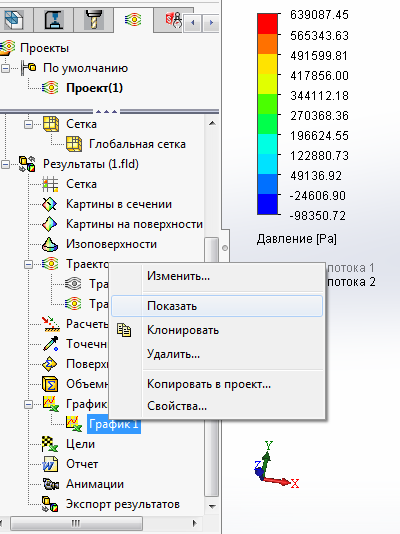 Проекты
По умолчанию
Проект(1)
Сетка
Глобальная сетка
Результаты (1.fld)
Сетка
Картины в сечении
Картины на поверхности
Изоповерхности
Траекто
Тра
Тра
Расчеть
Точечн
Поверх
Объемн
График
График 1
Цели
Отчет
Анимации
Экспорт результатов
Изменить...
Показать
Клонировать
Удалить...
Копировать в проект...
Свойства...
639087.45
565343.63
491599.81
417856.00
344112.18
270368.36
196624.55
122880.73
49136.92
-24606.90
-98350.72
Давление [Pa]
потока 1
потока 2
Y
Z
X